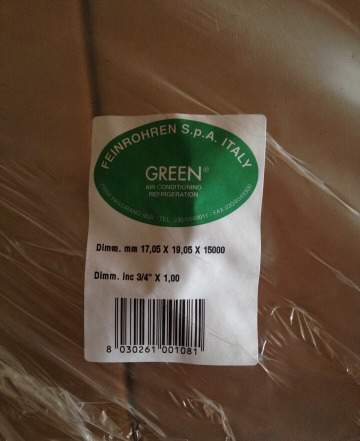 FEINROHREN S.p.A. ITALY
GREEN®
AIR CONDITIONING
REFRIGERATION
Dimm. mm 17,05 X 19,05 X 15000
Dimm. inc 3/4" X 1,00
8 030261 001081